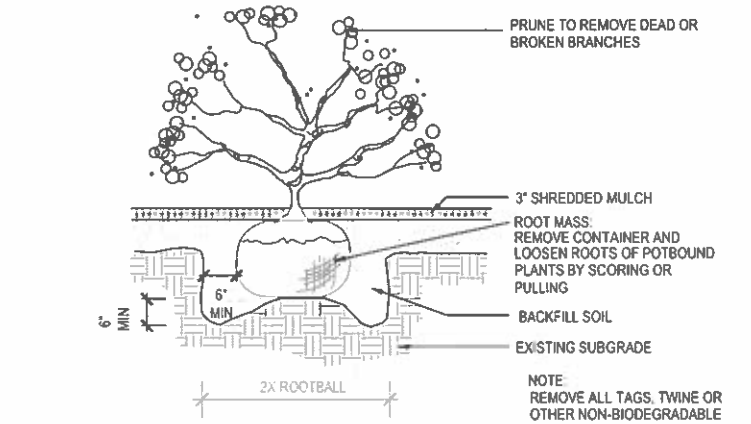 PRUNE TO REMOVE DEAD OR
BROKEN BRANCHES
3" SHREDDED MULCH
ROOT MASS:
REMOVE CONTAINER AND
LOOSEN ROOTS OF POTBOUND
PLANTS BY SCORING OR
PULLING
6"
MIN
6"
MIN
BACKFILL SOIL
EXISTING SUBGRADE
2X ROOTBALL
NOTE:
REMOVE ALL TAGS, TWINE OR
OTHER NON-BIODEGRADABLE